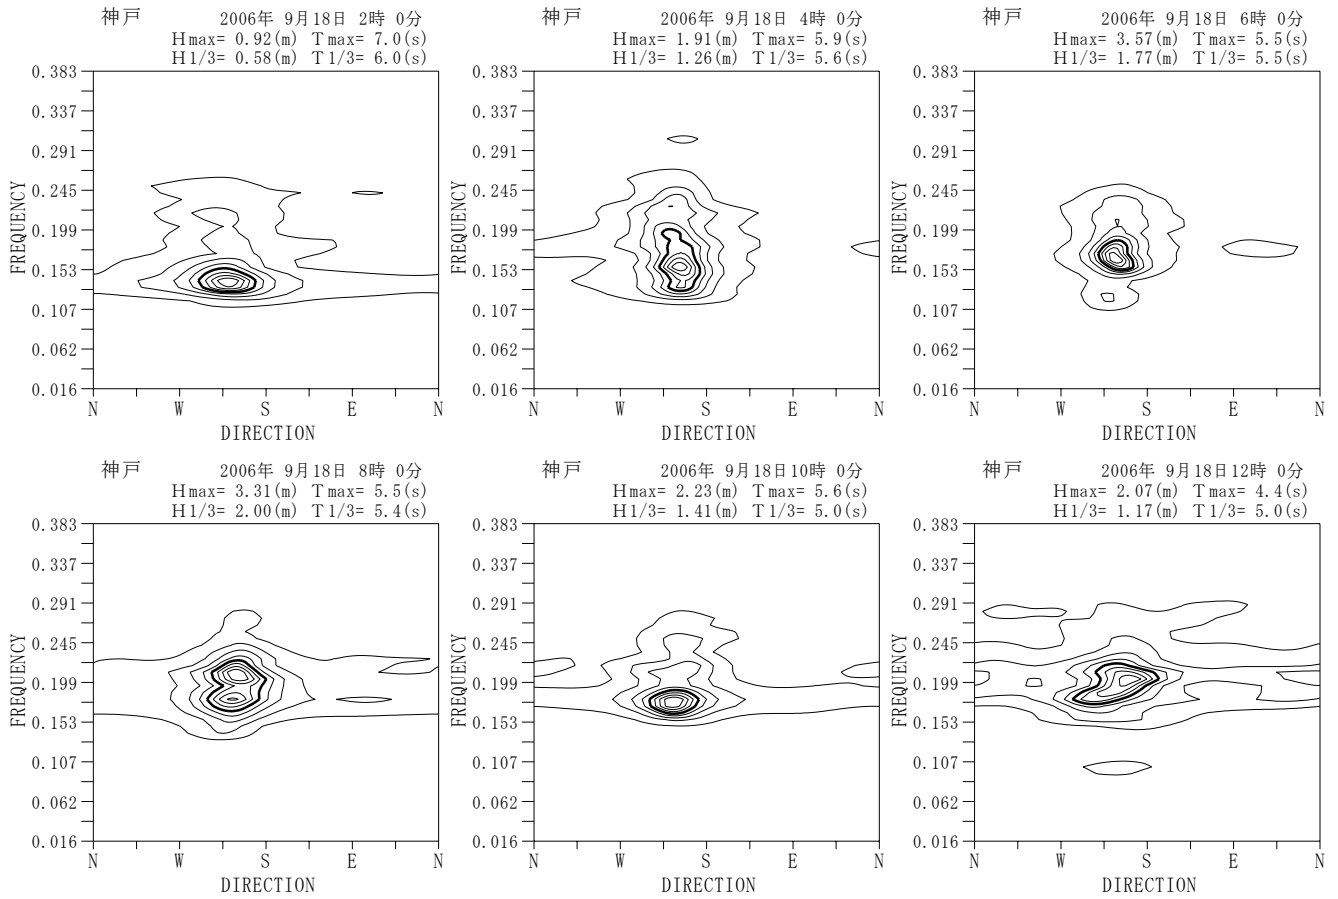 神戸 2006年 9月18日 2時 0分
Hmax= 0.92(m) Tmax= 7.0(s)
H1/3= 0.58(m) T1/3= 6.0(s)
0.383
0.337
0.291
0.245
0.199
0.153
0.107
0.062
0.016
FREQUENCY
N W S E N
DIRECTION
神戸 2006年 9月18日 4時 0分
Hmax= 1.91(m) Tmax= 5.9(s)
H1/3= 1.26(m) T1/3= 5.6(s)
0.383
0.337
0.291
0.245
0.199
0.153
0.107
0.062
0.016
FREQUENCY
N W S E N
DIRECTION
神戸 2006年 9月18日 6時 0分
Hmax= 3.57(m) Tmax= 5.5(s)
H1/3= 1.77(m) T1/3= 5.5(s)
0.383
0.337
0.291
0.245
0.199
0.153
0.107
0.062
0.016
FREQUENCY
N W S E N
DIRECTION
神戸 2006年 9月18日 8時 0分
Hmax= 3.31(m) Tmax= 5.5(s)
H1/3= 2.00(m) T1/3= 5.4(s)
0.383
0.337
0.291
0.245
0.199
0.153
0.107
0.062
0.016
FREQUENCY
N W S E N
DIRECTION
神戸 2006年 9月18日10時 0分
Hmax= 2.23(m) Tmax= 5.6(s)
H1/3= 1.41(m) T1/3= 5.0(s)
0.383
0.337
0.291
0.245
0.199
0.153
0.107
0.062
0.016
FREQUENCY
N W S E N
DIRECTION
神戸 2006年 9月18日12時 0分
Hmax= 2.07(m) Tmax= 4.4(s)
H1/3= 1.17(m) T1/3= 5.0(s)
0.383
0.337
0.291
0.245
0.199
0.153
0.107
0.062
0.016
FREQUENCY
N W S E N
DIRECTION